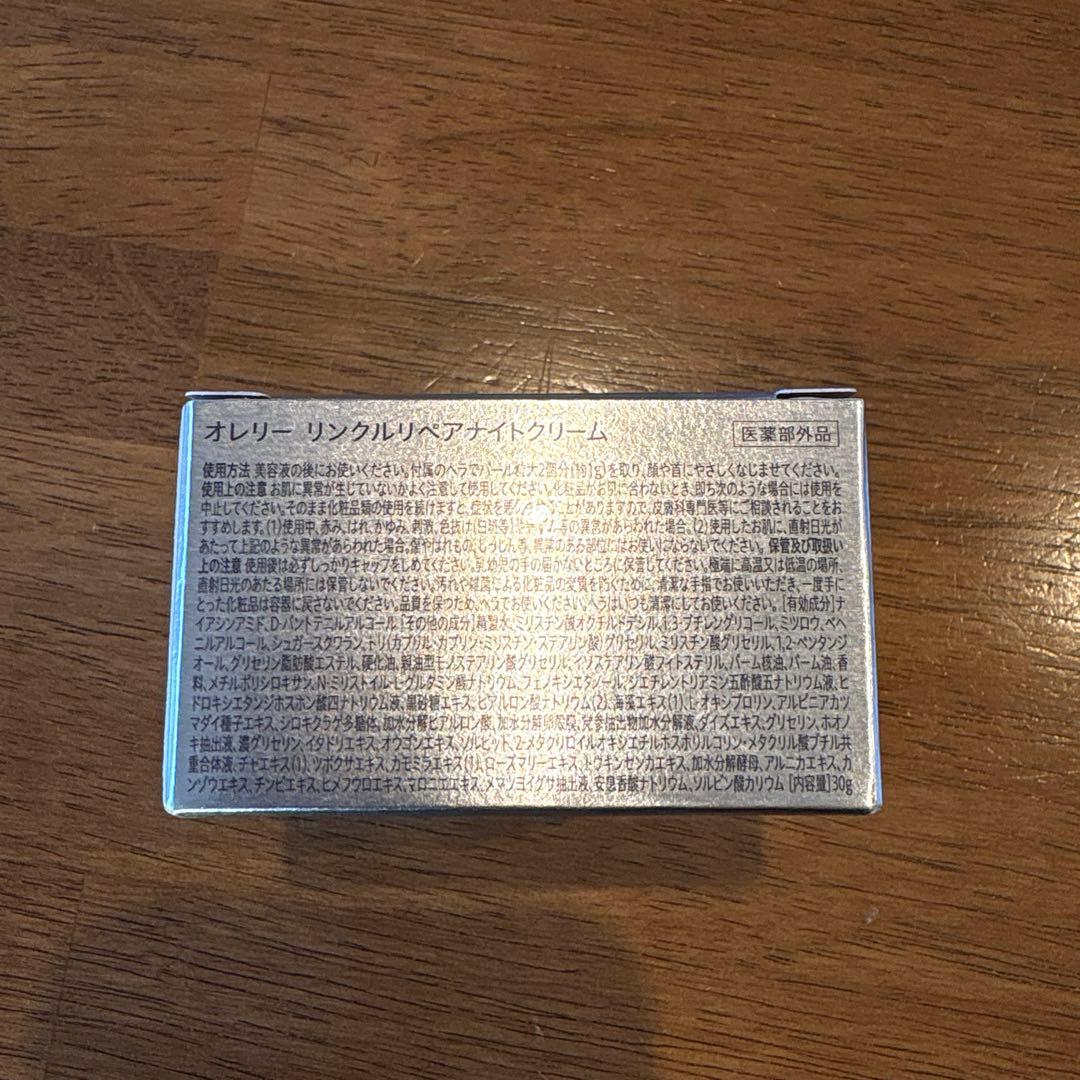 オレリー リンクルリペアナイトクリーム
医薬部外品
使用方法 美容液の後にお使いください。付属のヘラでパール粒大2個分(約1g)を取り、顔や首にやさしくなじませてください。
使用上の注意 お肌に異常が生じていないかよく注意して使用してください。化粧品がお肌に合わないとき、即ち次のような場合には使用を
中止してください。そのまま化粧品類の使用を続けますと、症状を悪化させることがありますので、皮膚科専門医等にご相談されることをお
すすめします。(1)使用中、赤み、はれ、かゆみ、刺激、色抜け(白斑等)や黒ずみ等の異常があらわれた場合。(2)使用したお肌に、直射日光が
あたって上記のような異常があらわれた場合。傷やはれもの、しっしん等、異常のある部位にはお使いにならないでください。保管及び取扱い
上の注意 使用後は必ずしっかりキャップをしめてください。乳幼児の手の届かないところに保管してください。極端に高温又は低温の場所、
直射日光のあたる場所には保管しないでください。汚れや雑菌による化粧品の変質を防ぐために、清潔な手指でお使いいただき、一度手に
とった化粧品は容器に戻さないでください。品質を保つため、ヘラでお使いください。ヘラはいつも清潔にしてお使いください。[有効成分]ナ
イアシンアミド、D-パントテニルアルコール、[その他の成分]精製水、ミリスチン酸オクチルドデシル、1,3-ブチレングリコール、ミツロウ、ベヘ
ニルアルコール、シュガースクワラン、トリ(カプリル・カプリン・ミリスチン・ステアリン酸)グリセリル、ミリスチン酸グリセリル、1,2-ペンタンジ
オール、グリセリン脂肪酸エステル、硬化油、親油型モノステアリン酸グリセリル、イソステアリン酸フィトステリル、パーム核油、パーム油、香
料、メチルポリシロキサン、N-ミリストイル-L-グルタミン酸ナトリウム、フェノキシエタノール、ジエチレントリアミン五酢酸五ナトリウム液、ヒ
ドロキシエタンジホスホン酸四ナトリウム液、黒砂糖エキス、ヒアルロン酸ナトリウム(2)、海藻エキス(1)、L-オキシプロリン、アルピニアカツ
マダイ種子エキス、シロキクラゲ多糖体、加水分解ヒアルロン酸、加水分解卵殻膜、党参抽出物加水分解液、ダイズエキス、グリセリン、ホオノ
キ抽出液、濃グリセリン、イタドリエキス、オウゴンエキス、ソルビット、2-メタクリロイルオキシエチルホスホリルコリン・メタクリル酸ブチル共
重合体液、チャエキス(1)、ツボクサエキス、カモミラエキス(1)、ローズマリーエキス、トウキンセンカエキス、加水分解酵母、アルニカエキス、カ
ンゾウエキス、チンピエキス、ヒメフウロエキス、マロニエエキス、メマツヨイグサ抽出液、安息香酸ナトリウム、ソルビン酸カリウム [内容量]30g